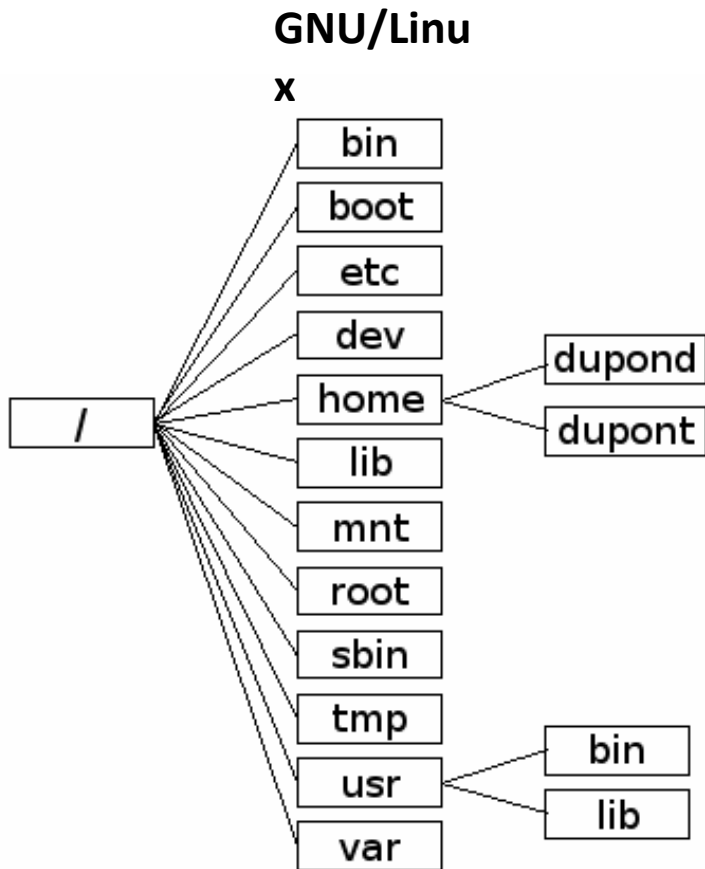 GNU/Linu
x
bin
boot
etc
dev
home
lib
mnt
root
sbin
tmp
usr
var
/
dupond
dupont
bin
lib